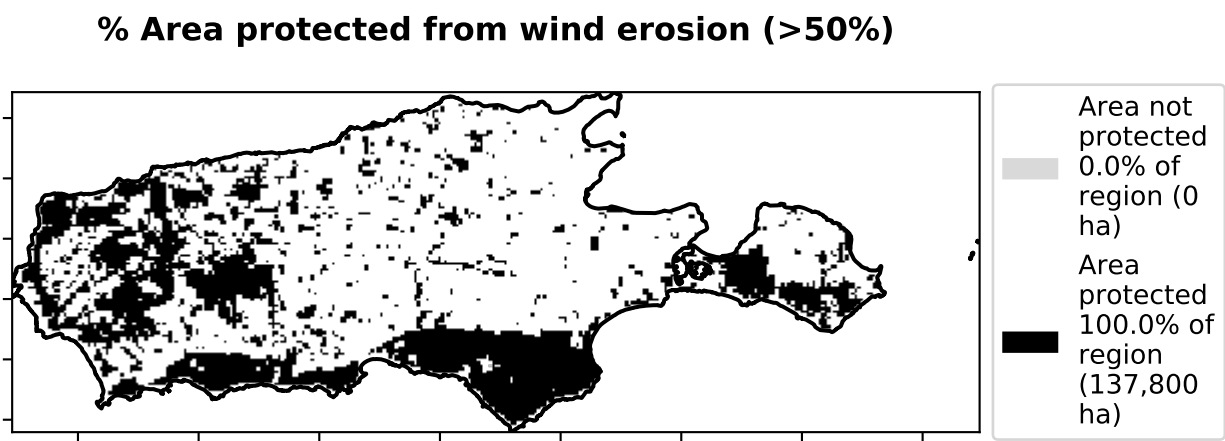 % Area protected from wind erosion (>50%)
Area not
protected
0.0% of
region (0
ha)
Area
protected
100.0% of
region
(137,800
ha)